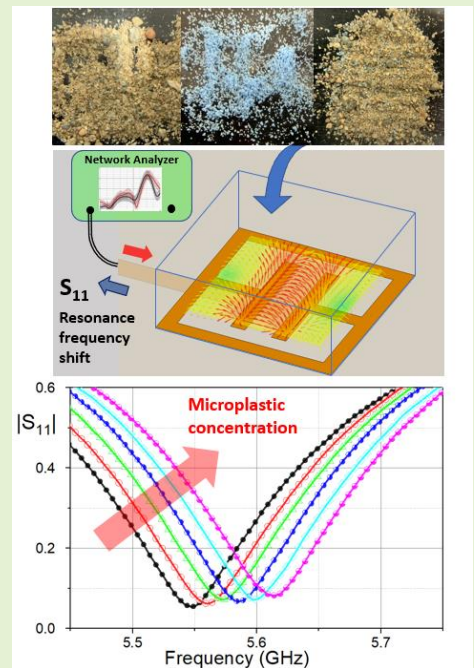 Network Analyzer
S11
Resonance
frequency
shift
0.6
|S11|
Microplastic
concentration
0.4
0.2
0.0
5.5 5.6 5.7
Frequency (GHz)